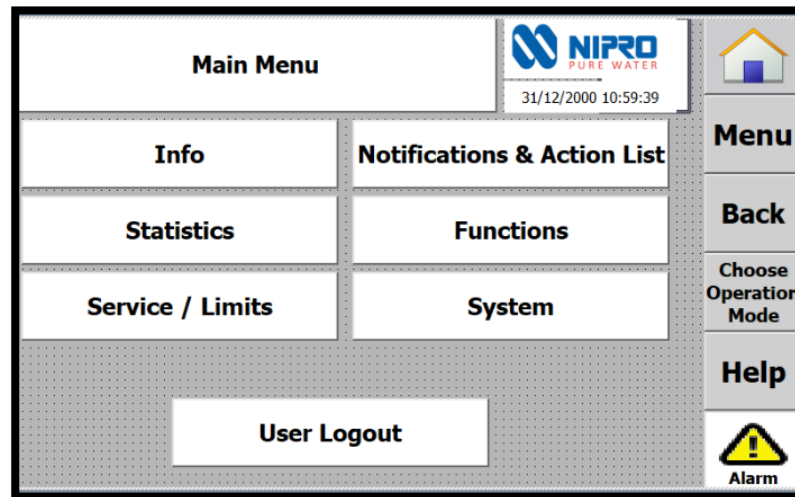 Main Menu
NIPRO
PURE WATER
31/12/2000 10:59:39
Info
Notifications & Action List
Statistics
Functions
Service / Limits
System
User Logout
Menu
Back
Choose
Operation
Mode
Help
Alarm